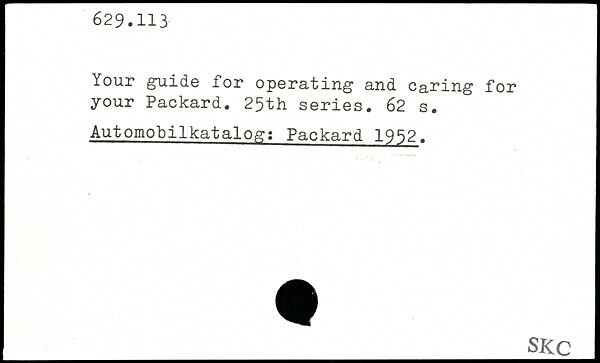 629.113
Your guide for operating and caring for
your Packard. 25th series. 62 s.
Automobilkatalog: Packard 1952.
SKC